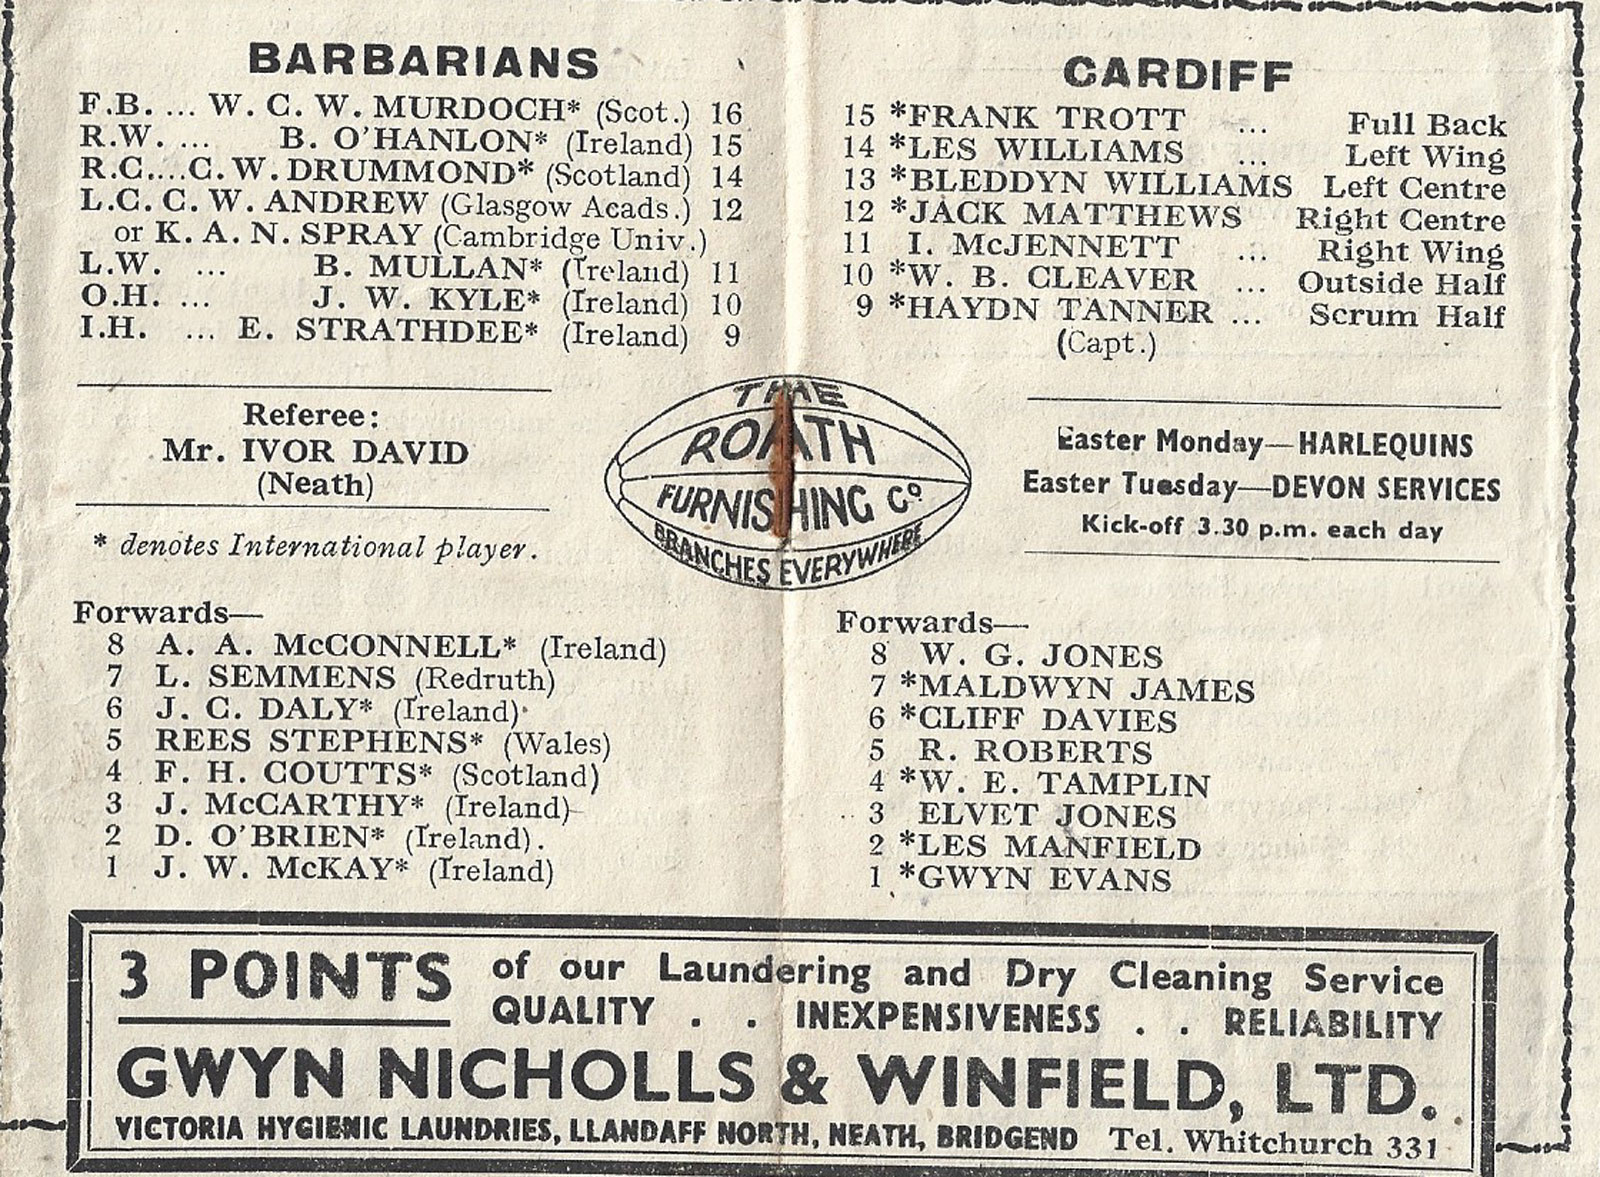 BARBARIANS
F.B. ... W. C. W. MURDOCH* (Scot.) 16
R.W. ... B. O'HANLON* (Ireland) 15
R.C....C. W. DRUMMOND* (Scotland) 14
L.C. C. W. ANDREW (Glasgow Acads.) 12
or K. A. N. SPRAY (Cambridge Univ.)
L.W. ... B. MULLAN* (Ireland) 11
O.H. ... J. W. KYLE* (Ireland) 10
I.H. ... E. STRATHDEE* (Ireland) 9
Referee:
Mr. IVOR DAVID
(Neath)
* denotes International player.
Forwards—
8 A. A. McCONNELL* (Ireland)
7 L. SEMMENS (Redruth)
6 J. C. DALY* (Ireland)
5 REES STEPHENS* (Wales)
4 F. H. COUTTS* (Scotland)
3 J. McCARTHY* (Ireland)
2 D. O'BRIEN* (Ireland).
1 J. W. McKAY* (Ireland)
THE
ROATH
FURNISHING Co
BRANCHES EVERYWHERE
CARDIFF
15 *FRANK TROTT ... Full Back
14 *LES WILLIAMS ... Left Wing
13 *BLEDDYN WILLIAMS Left Centre
12 *JACK MATTHEWS Right Centre
11 I. McJENNETT ... Right Wing
10 *W. B. CLEAVER ... Outside Half
9 *HAYDN TANNER ... Scrum Half
(Capt.)
Easter Monday—HARLEQUINS
Easter Tuesday—DEVON SERVICES
Kick-off 3.30 p.m. each day
Forwards—
8 W. G. JONES
7 *MALDWYN JAMES
6 *CLIFF DAVIES
5 R. ROBERTS
4 *W. E. TAMPLIN
3 ELVET JONES
2 *LES MANFIELD
1 *GWYN EVANS
3 POINTS of our Laundering and Dry Cleaning Service
QUALITY . . INEXPENSIVENESS . . RELIABILITY
GWYN NICHOLLS & WINFIELD, LTD.
VICTORIA HYGIENIC LAUNDRIES, LLANDAFF NORTH, NEATH, BRIDGEND Tel. Whitchurch 331